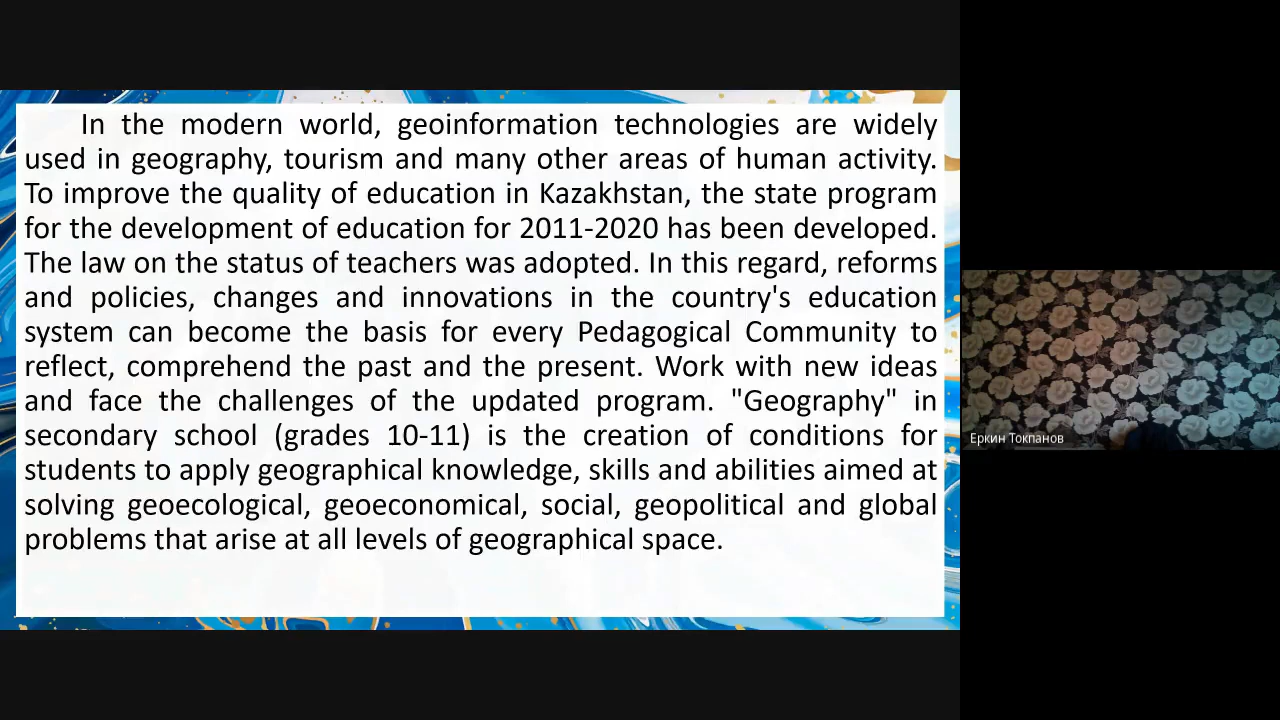 In the modern world, geoinformation technologies are widely
used in geography, tourism and many other areas of human activity.
To improve the quality of education in Kazakhstan, the state program
for the development of education for 2011-2020 has been developed.
The law on the status of teachers was adopted. In this regard, reforms
and policies, changes and innovations in the country's education
system can become the basis for every Pedagogical Community to
reflect, comprehend the past and the present. Work with new ideas
and face the challenges of the updated program. "Geography" in
secondary school (grades 10-11) is the creation of conditions for
students to apply geographical knowledge, skills and abilities aimed at
solving geoecological, geoeconomical, social, geopolitical and global
problems that arise at all levels of geographical space.
Еркин Токпанов